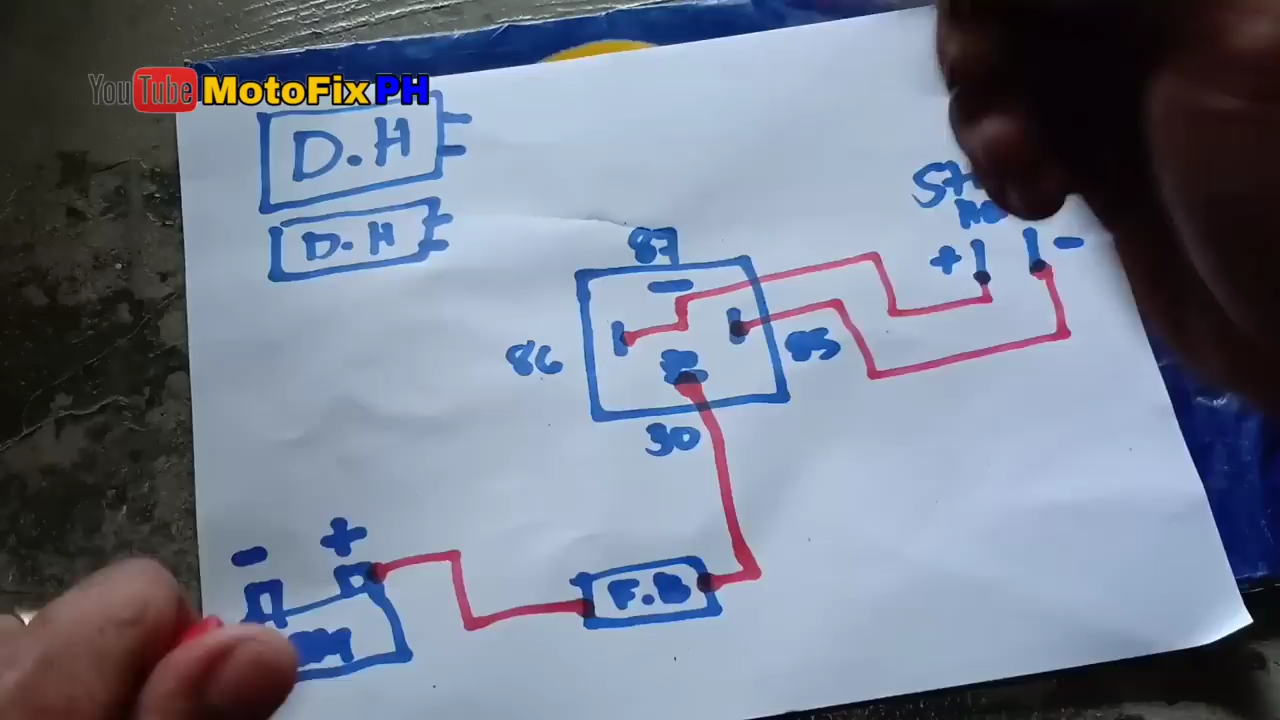 YouTube MotoFix PH
D.H
D.H
87
+ -
86
85
30
- +
F.B